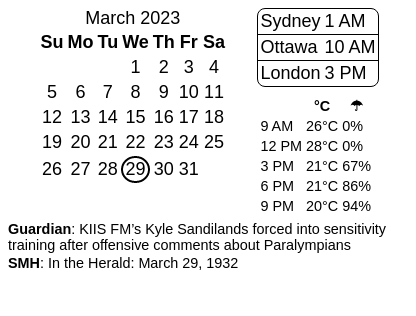 March 2023
Su Mo Tu We Th Fr Sa
1 2 3 4
5 6 7 8 9 10 11
12 13 14 15 16 17 18
19 20 21 22 23 24 25
26 27 28 29 30 31
Sydney 1 AM
Ottawa 10 AM
London 3 PM
°C ☂
9 AM 26°C 0%
12 PM 28°C 0%
3 PM 21°C 67%
6 PM 21°C 86%
9 PM 20°C 94%
Guardian: KIIS FM’s Kyle Sandilands forced into sensitivity
training after offensive comments about Paralympians
SMH: In the Herald: March 29, 1932